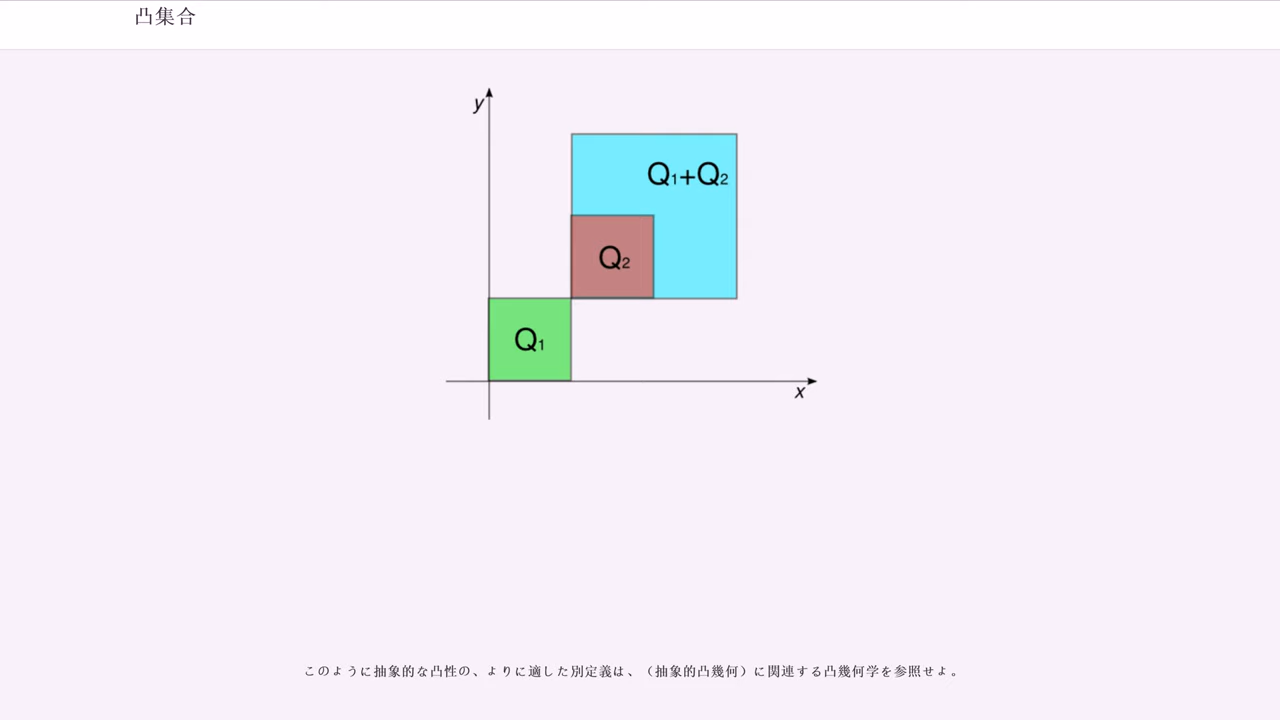 凸集合
y
Q₁+Q₂
Q₂
Q₁
x
このように抽象的な凸性の、よりに適した別定義は、（抽象的凸幾何）に関連する凸幾何学を参照せよ。